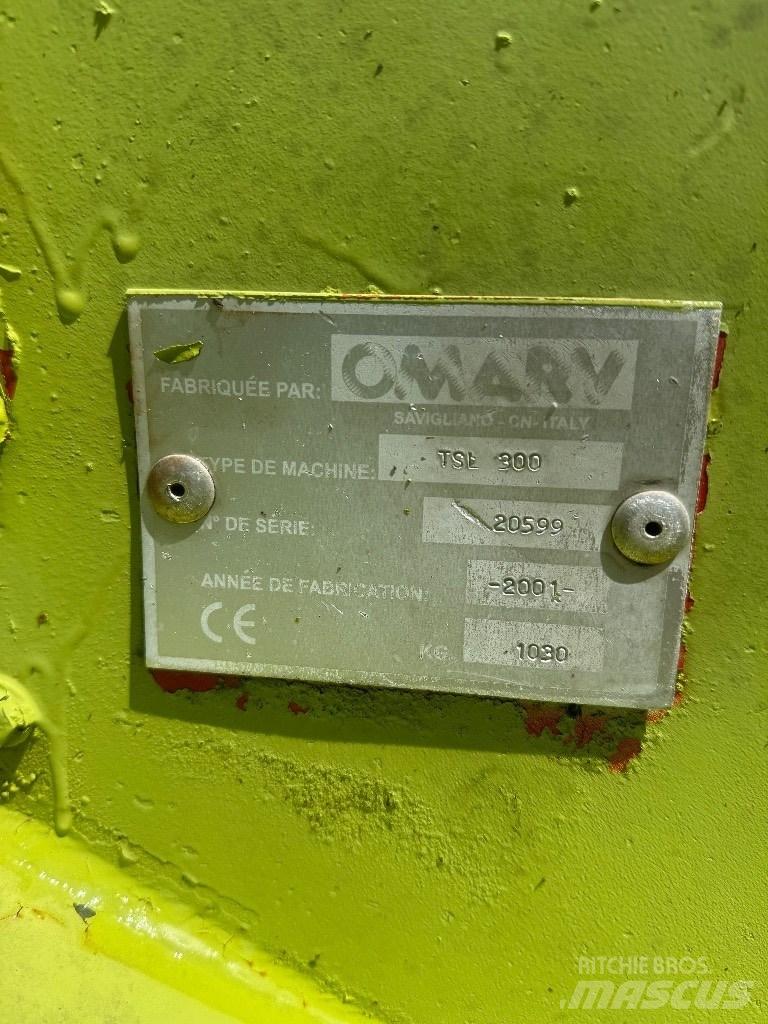 FABRIQUÉE PAR: OMARV
SAVIGLIANO - CN - ITALY
TYPE DE MACHINE: TSL 300
N° DE SÉRIE: 20599
ANNÉE DE FABRICATION: -2001-
CE
KG. 1030
RITCHIE BROS.
MASCUS